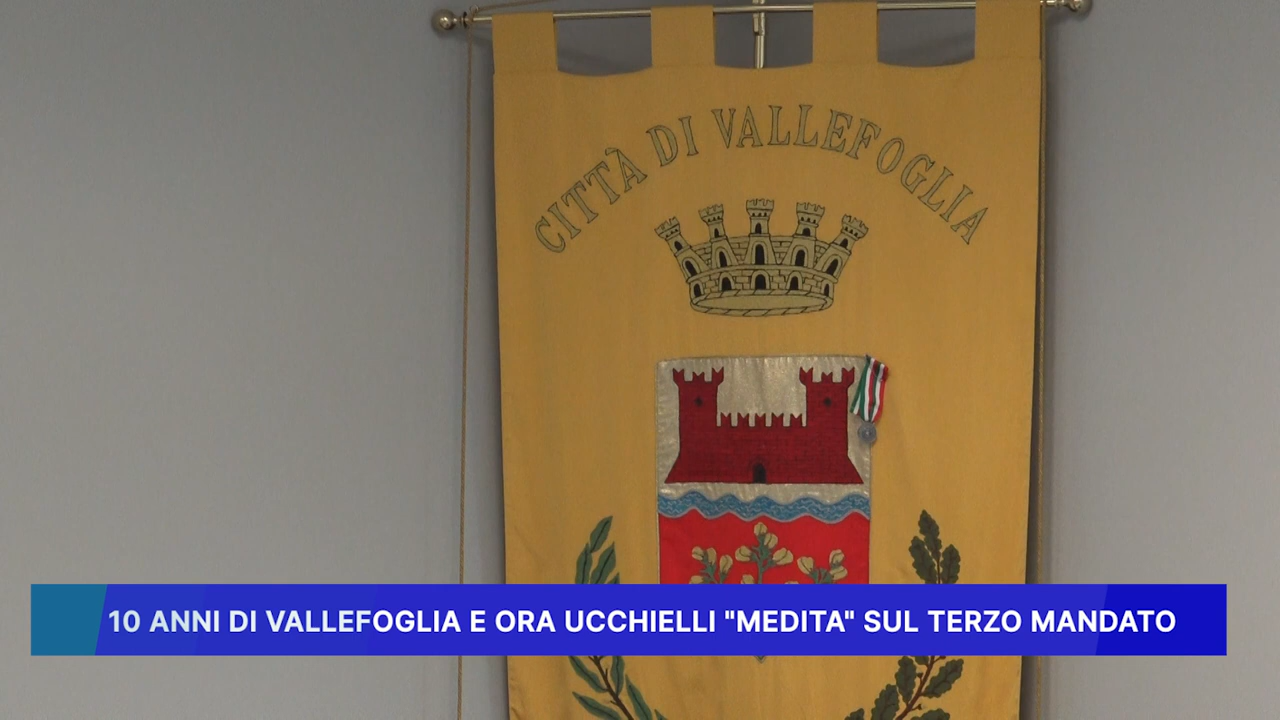 CITTÀ DI VALLEFOGLIA
10 ANNI DI VALLEFOGLIA E ORA UCCHIELLI "MEDITA" SUL TERZO MANDATO